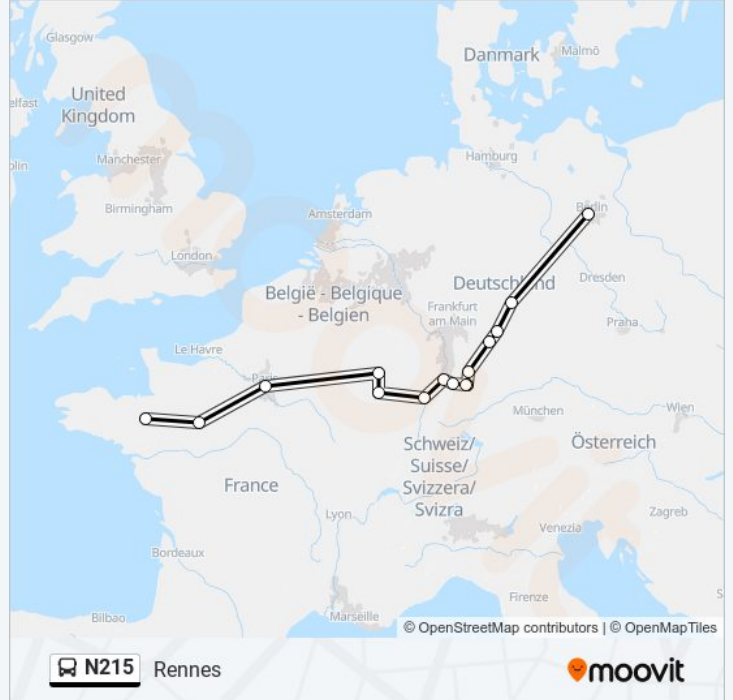 Glasgow
Danmark
Malmö
elfast
United
Kingdom
Hamburg
Manchester
blin
Birmingham
Amsterdam
Berlin
London
Dresden
België - Belgique
- Belgien
Deutschland
Frankfurt
am Main
Praha
Le Havre
Paris
München
Wien
Schweiz/
Suisse/
Svizzera/
Svizra
Österreich
France
Lyon
Zagreb
Venezia
Bordeaux
Firenze
S
Bilbao
Marseille
© OpenStreetMap contributors | © OpenMapTiles
N215 Rennes
moovit